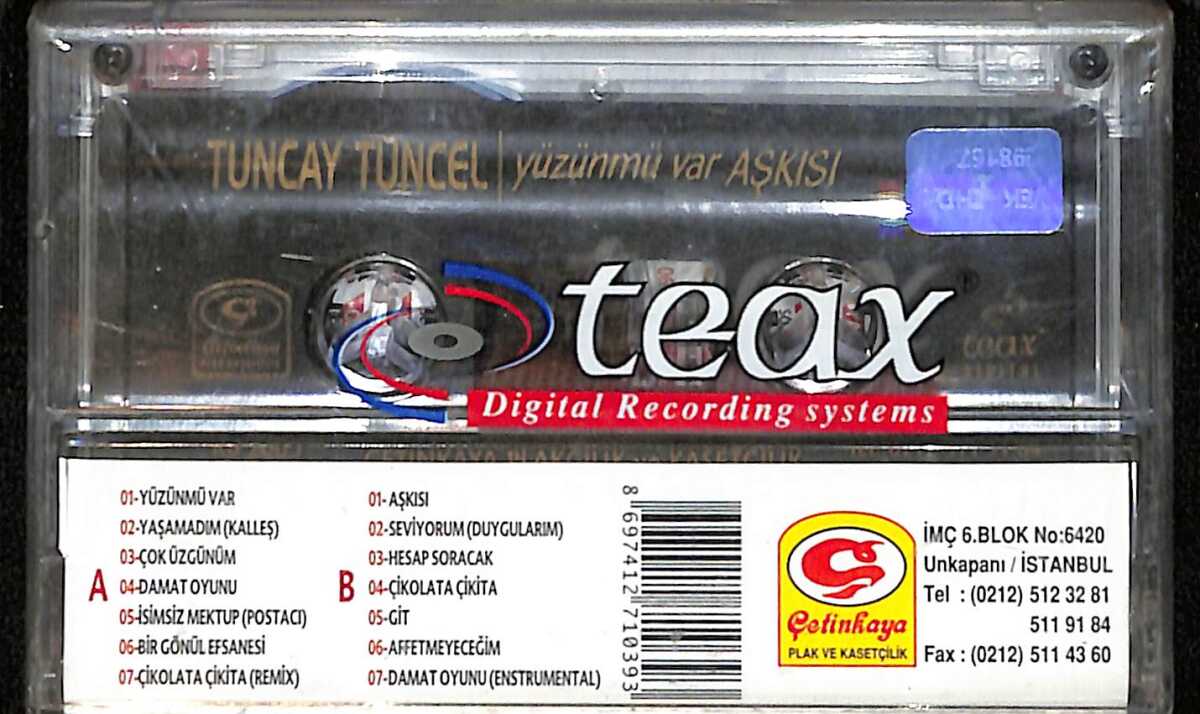 TUNCAY TUNCEL | yüzünmü var AŞKISI
teax
Digital Recording systems
teax
A
01-YÜZÜNMÜ VAR
02-YAŞAMADIM (KALLEŞ)
03-ÇOK ÜZGÜNÜM
04-DAMAT OYUNU
05-İSİMSİZ MEKTUP (POSTACI)
06-BİR GÖNÜL EFSANESİ
07-ÇİKOLATA ÇİKİTA (REMİX)
B
01-AŞKISI
02-SEVİYORUM (DUYGULARIM)
03-HESAP SORACAK
04-ÇİKOLATA ÇİKİTA
05-GİT
06-AFFETMEYECEĞİM
07-DAMAT OYUNU (ENSTRUMENTAL)
8 697412 710393
Çetinkaya
PLAK VE KASETÇİLİK
İMÇ 6.BLOK No:6420
Unkapanı / İSTANBUL
Tel : (0212) 512 32 81
511 91 84
Fax : (0212) 511 43 60